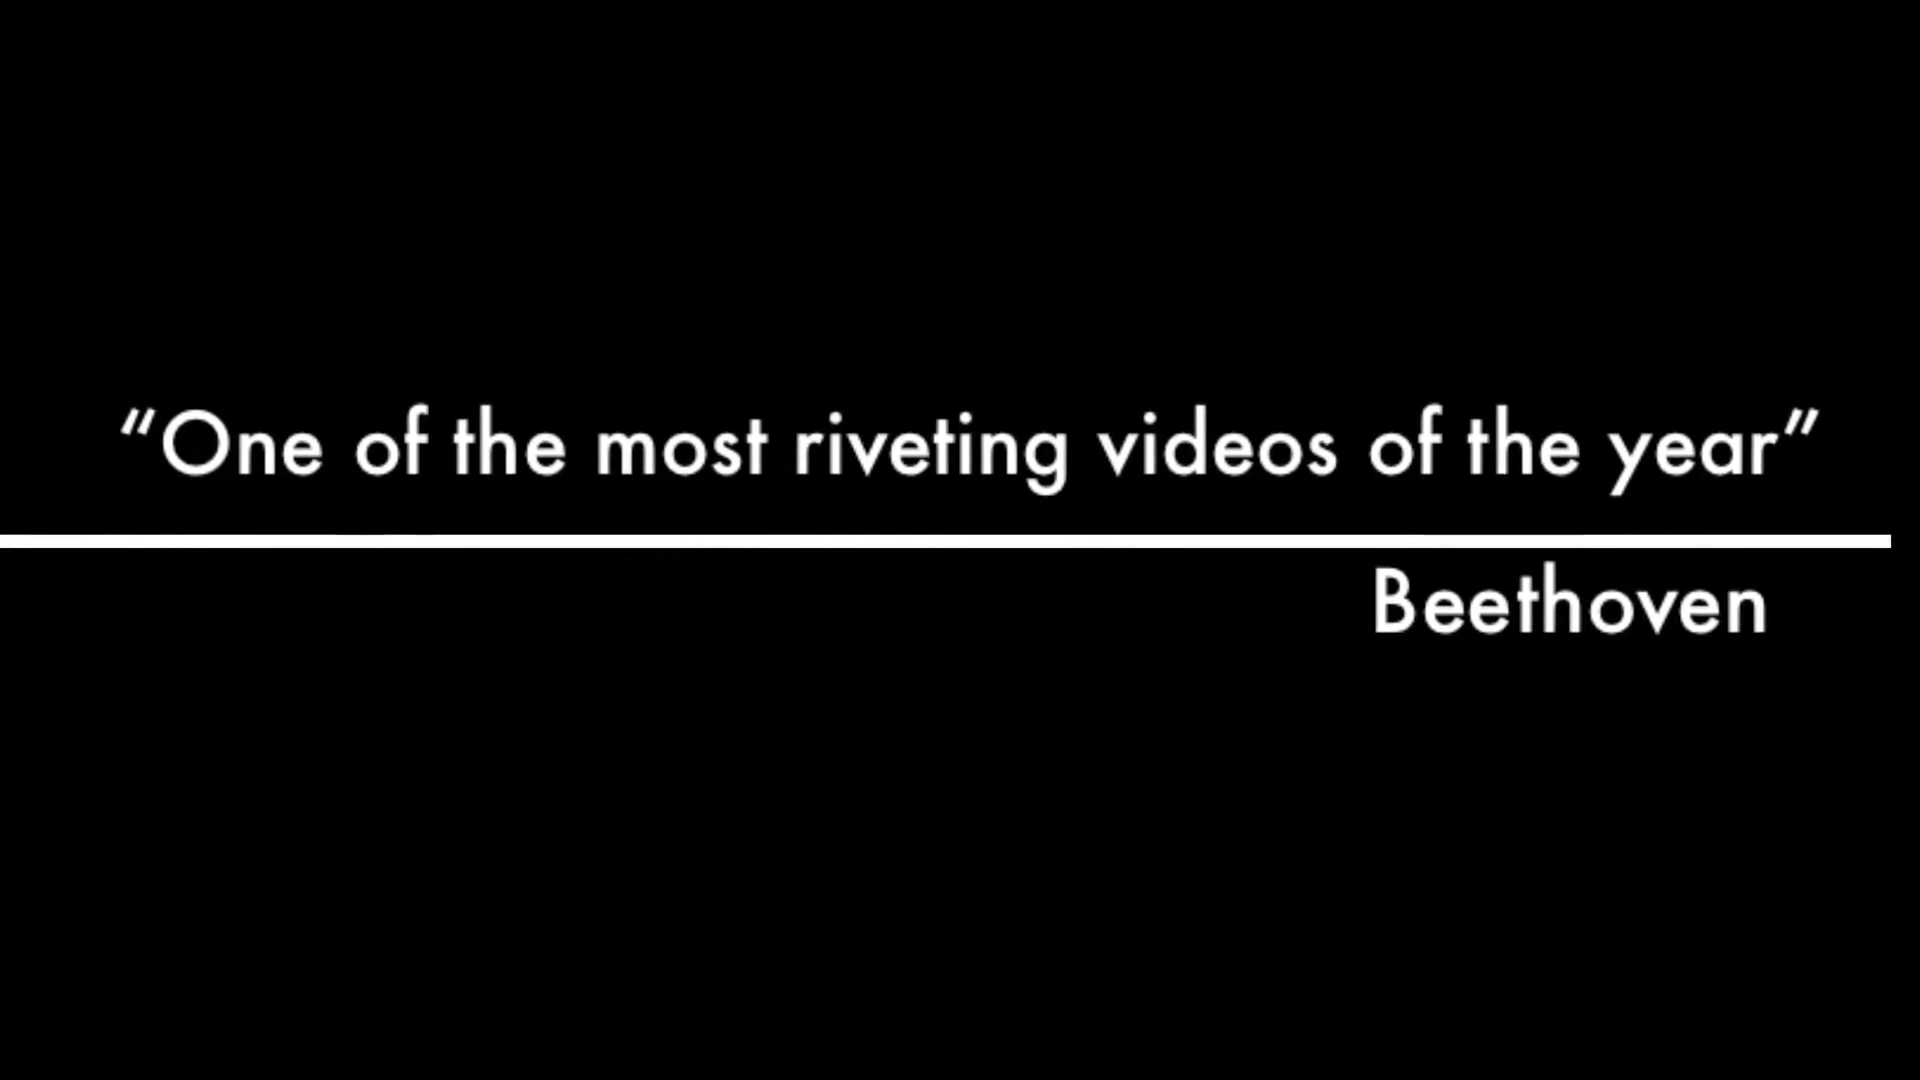 “One of the most riveting videos of the year”
Beethoven